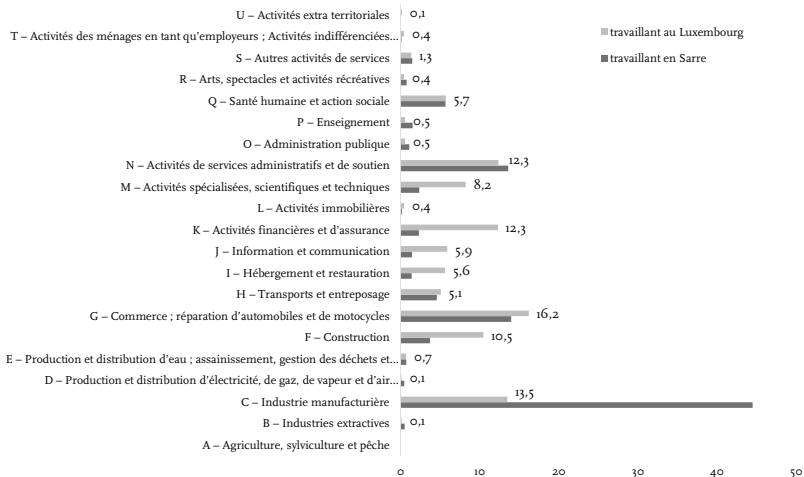 U – Activités extra territoriales 0,1
travaillant au Luxembourg
T – Activités des ménages en tant qu'employeurs ; Activités indifférenciées... 0,4
S – Autres activités de services 1,3
travaillant en Sarre
R – Arts, spectacles et activités récréatives 0,4
Q – Santé humaine et action sociale 5,7
P – Enseignement 0,5
O – Administration publique 0,5
N – Activités de services administratifs et de soutien 12,3
M – Activités spécialisées, scientifiques et techniques 8,2
L – Activités immobilières 0,4
K – Activités financières et d'assurance 12,3
J – Information et communication 5,9
I – Hébergement et restauration 5,6
H – Transports et entreposage 5,1
G – Commerce ; réparation d'automobiles et de motocycles 16,2
F – Construction 10,5
E – Production et distribution d'eau ; assainissement, gestion des déchets et... 0,7
D – Production et distribution d'électricité, de gaz, de vapeur et d'air... 0,1
C – Industrie manufacturière 13,5
B – Industries extractives 0,1
A – Agriculture, sylviculture et pêche
0 10 20 30 40 50